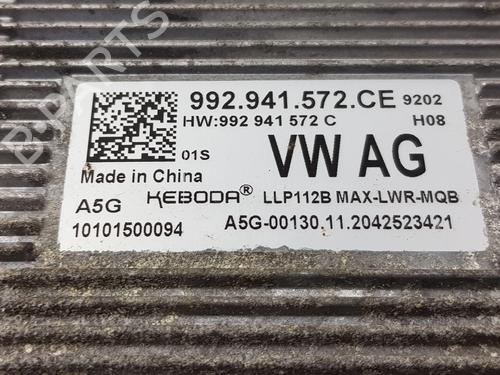 B-PARTS
992.941.572.CE 9202
HW:992 941 572 C H08
01S VW AG
Made in China
A5G KEBODA® LLP112B MAX-LWR-MQB
10101500094 A5G-00130.11.2042523421